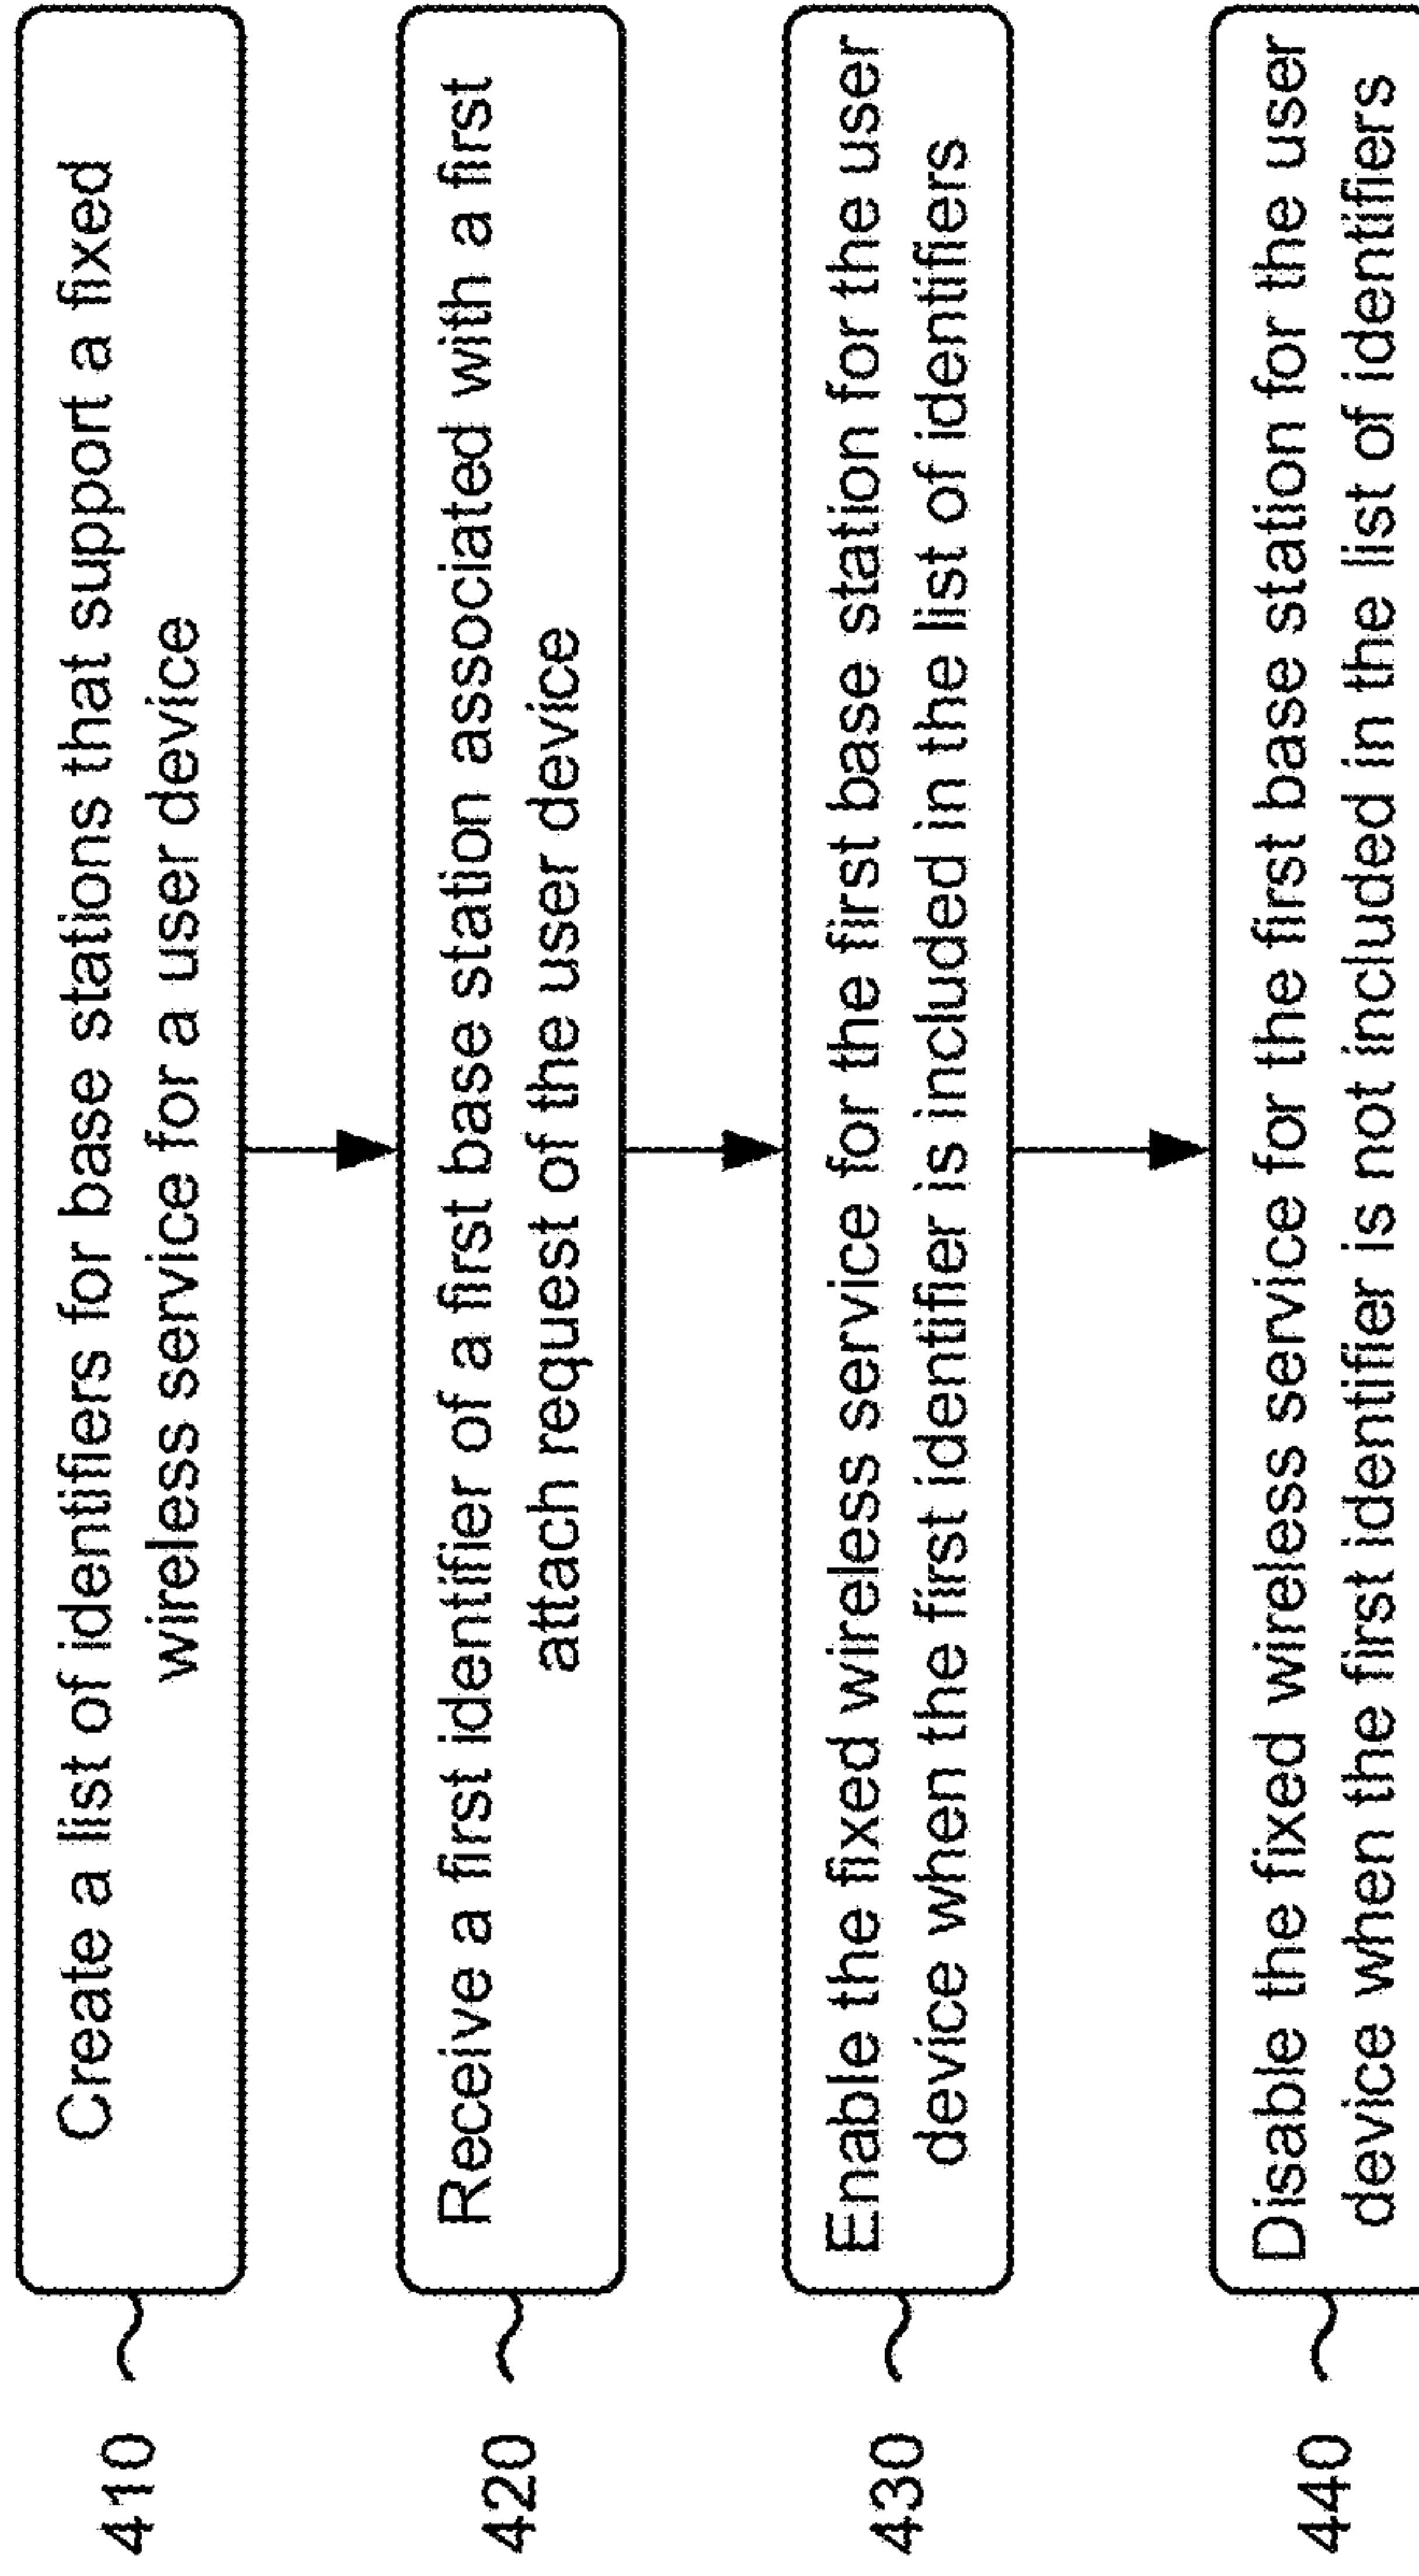 410
Create a list of identifiers for base stations that support a fixed
wireless service for a user device
420
Receive a first identifier of a first base station associated with a first
attach request of the user device
430
Enable the fixed wireless service for the first base station for the user
device when the first identifier is included in the list of identifiers
440
Disable the fixed wireless service for the first base station for the user
device when the first identifier is not included in the list of identifiers